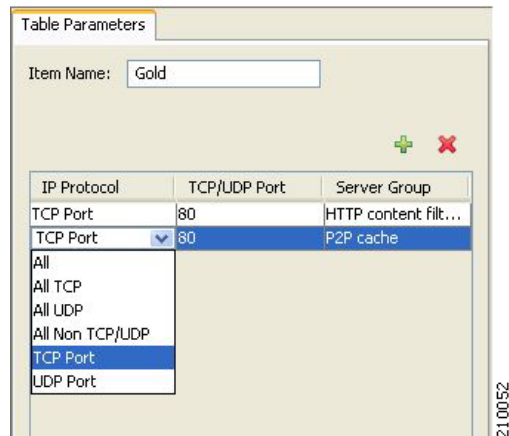 Table Parameters
Item Name: Gold
IP Protocol TCP/UDP Port Server Group
TCP Port 80 HTTP content filt...
TCP Port 80 P2P cache
All
All TCP
All UDP
All Non TCP/UDP
TCP Port
UDP Port
210052